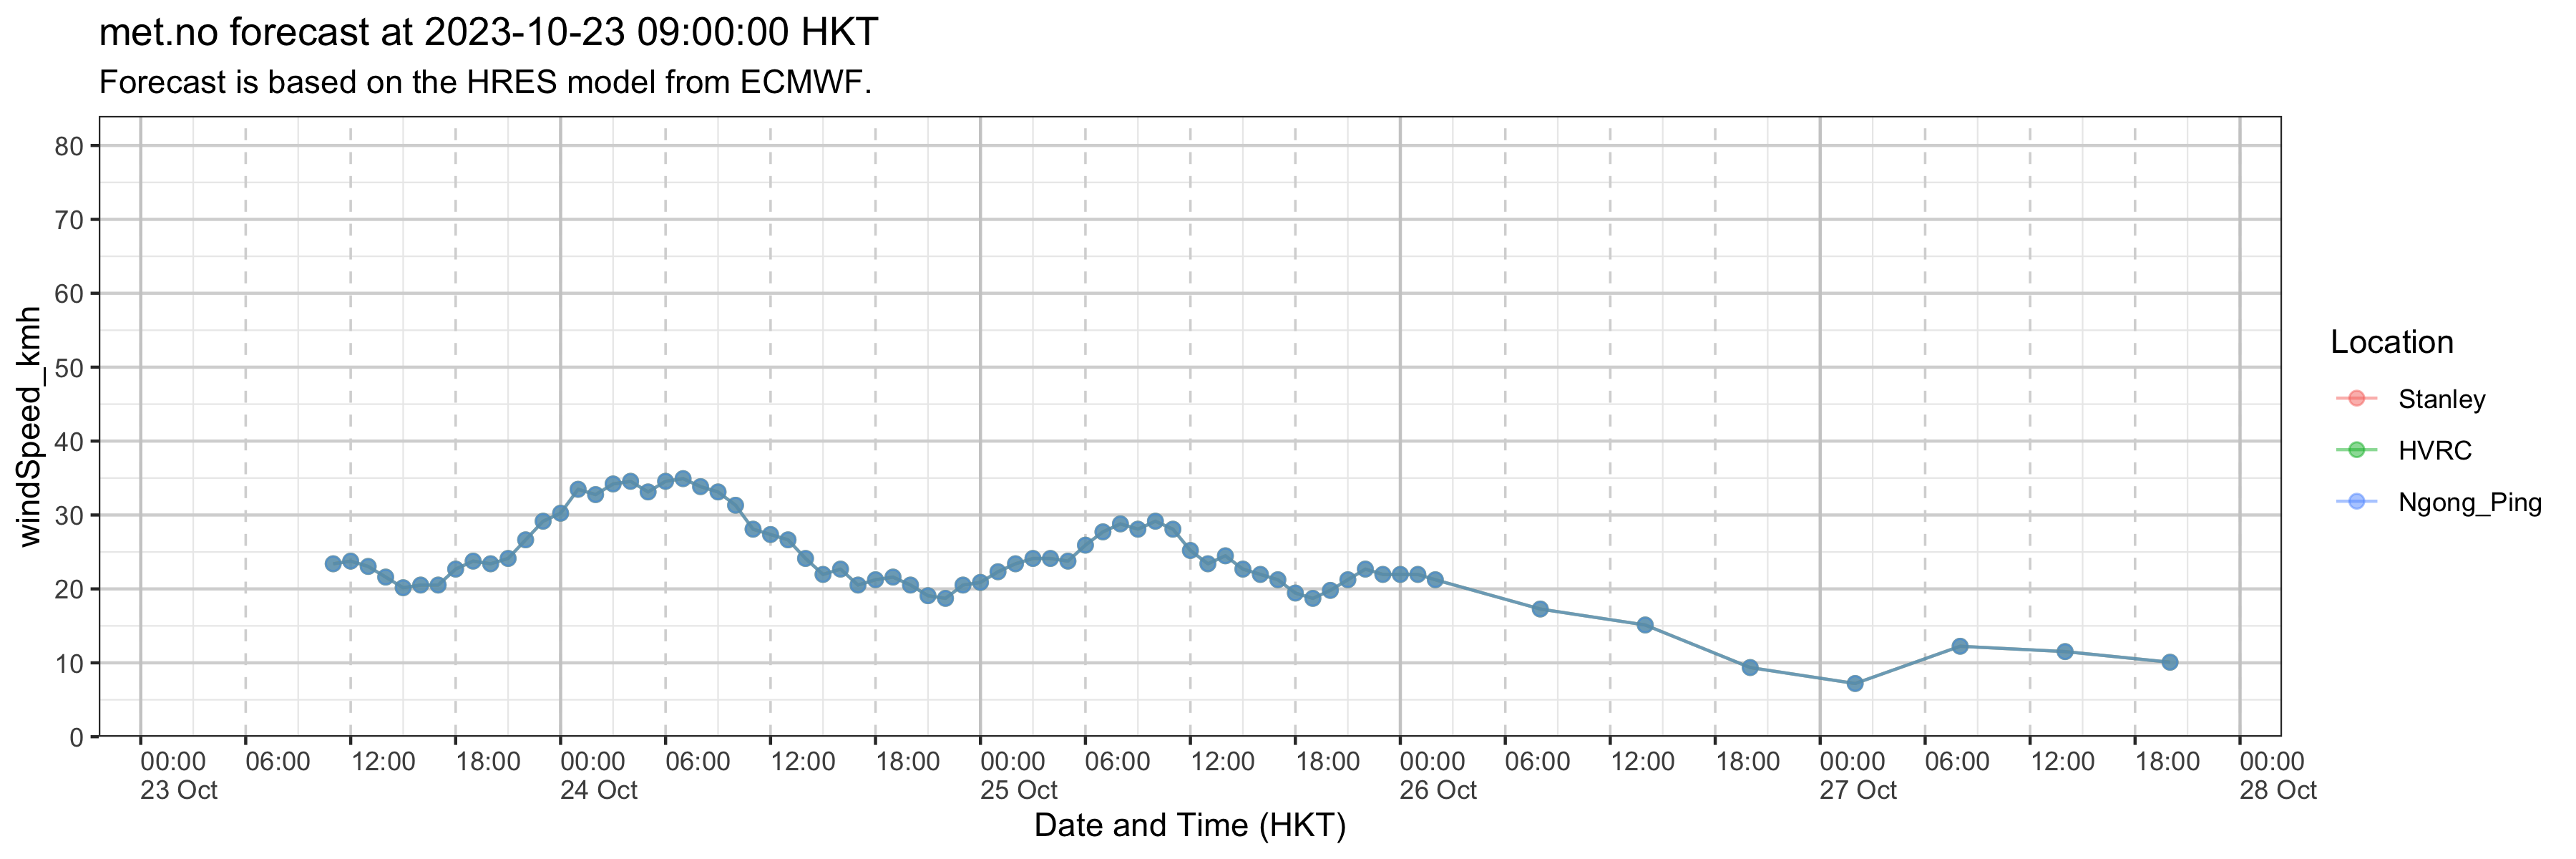 met.no forecast at 2023-10-23 09:00:00 HKT
Forecast is based on the HRES model from ECMWF.
windSpeed_kmh
80
70
60
50
40
30
20
10
0
00:00 06:00 12:00 18:00 00:00 06:00 12:00 18:00 00:00 06:00 12:00 18:00 00:00 06:00 12:00 18:00 00:00 06:00 12:00 18:00 00:00
23 Oct 24 Oct 25 Oct 26 Oct 27 Oct 28 Oct
Date and Time (HKT)
Location
Stanley
HVRC
Ngong_Ping